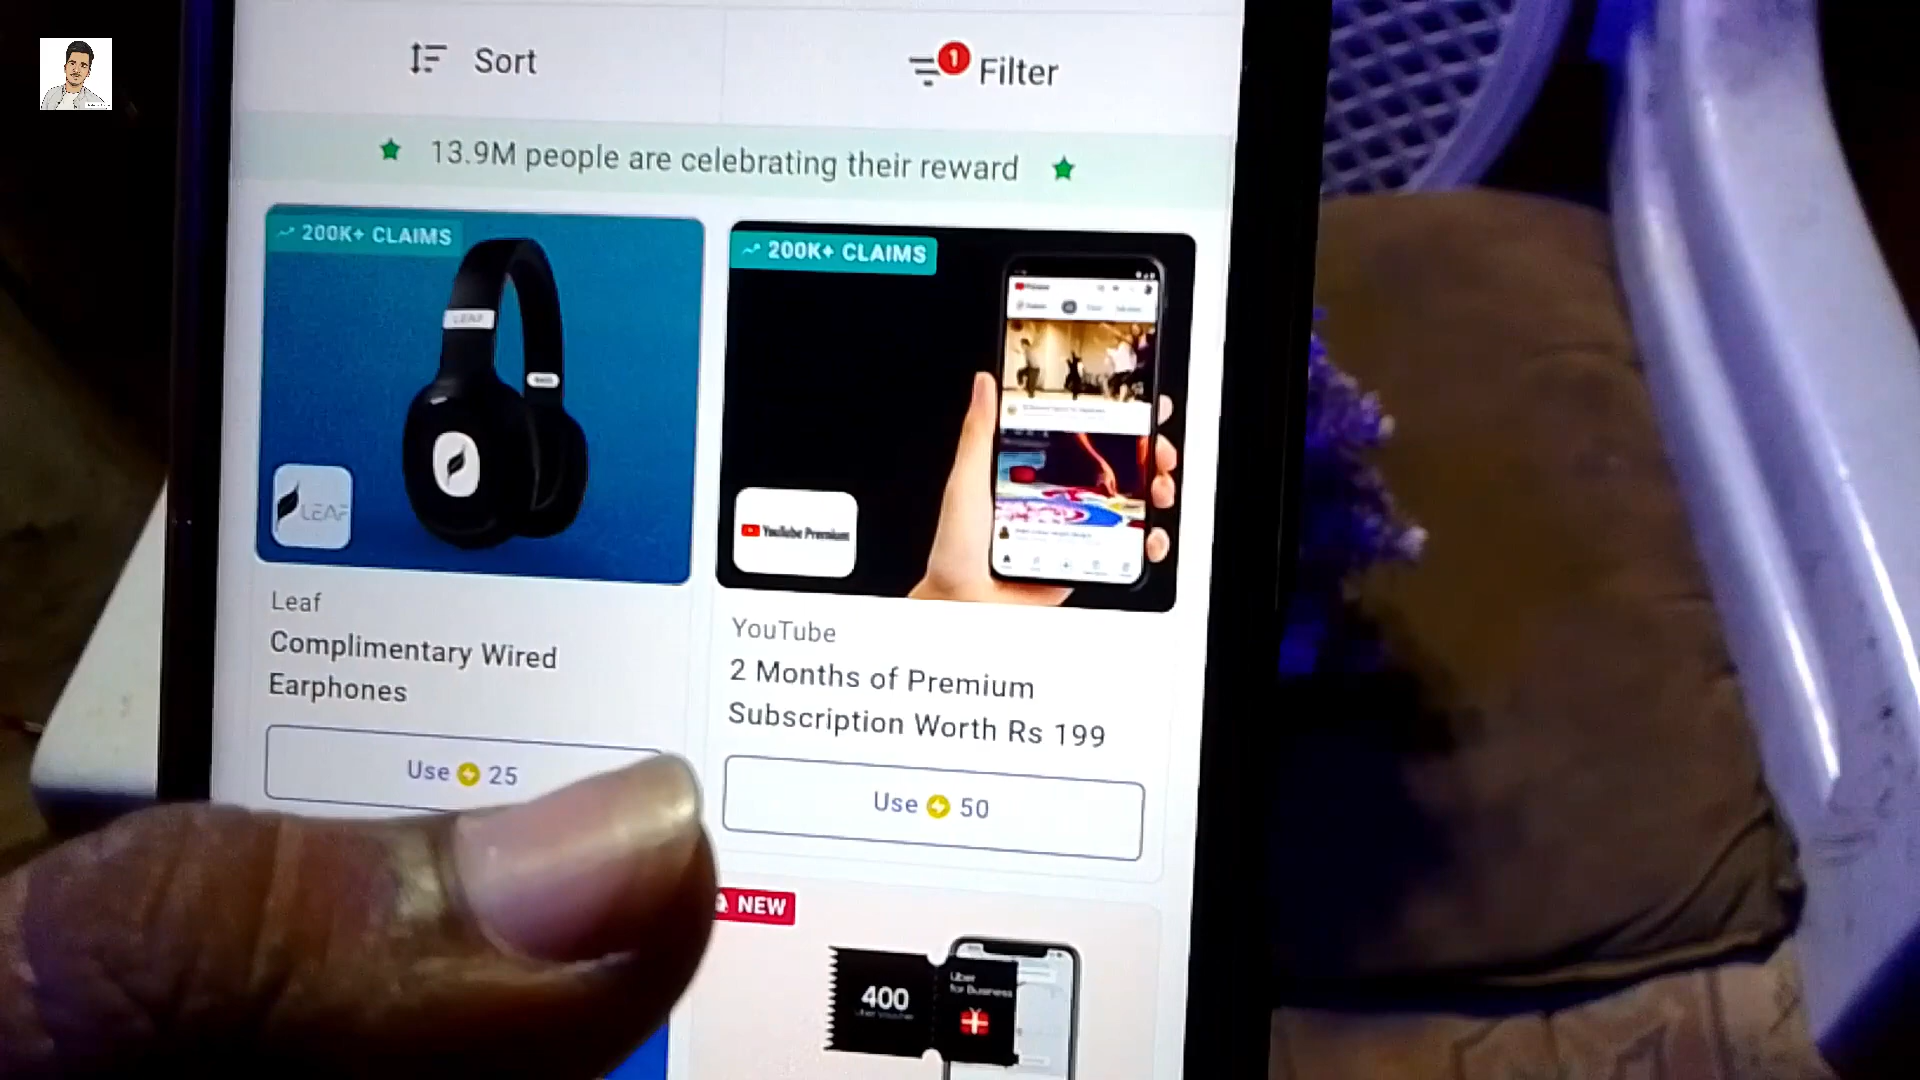 Sort
1
Filter
13.9M people are celebrating their reward
200K+ CLAIMS
200K+ CLAIMS
LEAF
LEAF
YouTube Premium
Leaf
Complimentary Wired
Earphones
Use 25
YouTube
2 Months of Premium
Subscription Worth Rs 199
Use 50
NEW
400
Uber
for Business